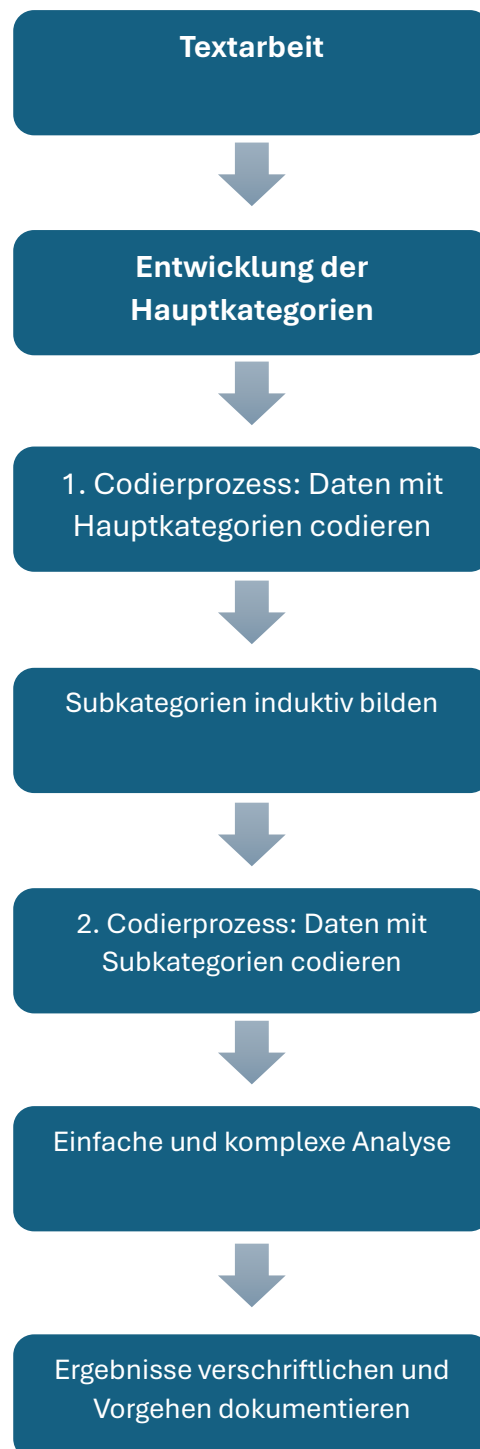 Textarbeit
Entwicklung der
Hauptkategorien
1. Codierprozess: Daten mit
Hauptkategorien codieren
Subkategorien induktiv bilden
2. Codierprozess: Daten mit
Subkategorien codieren
Einfache und komplexe Analyse
Ergebnisse verschriftlichen und
Vorgehen dokumentieren